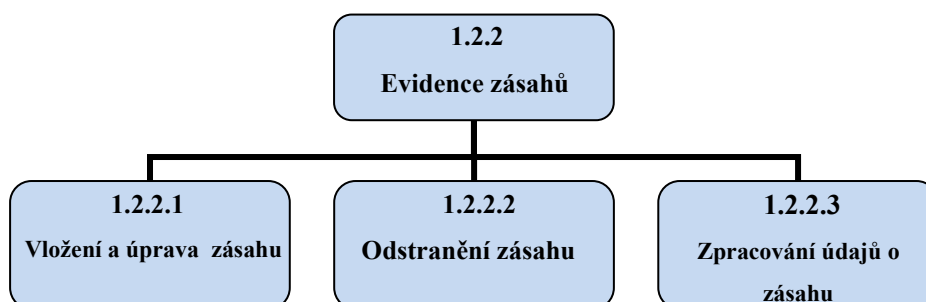 1.2.2
Evidence zásahů
1.2.2.1
Vložení a úprava  zásahu
1.2.2.2
Odstranění zásahu
1.2.2.3
Zpracování údajů o
zásahu